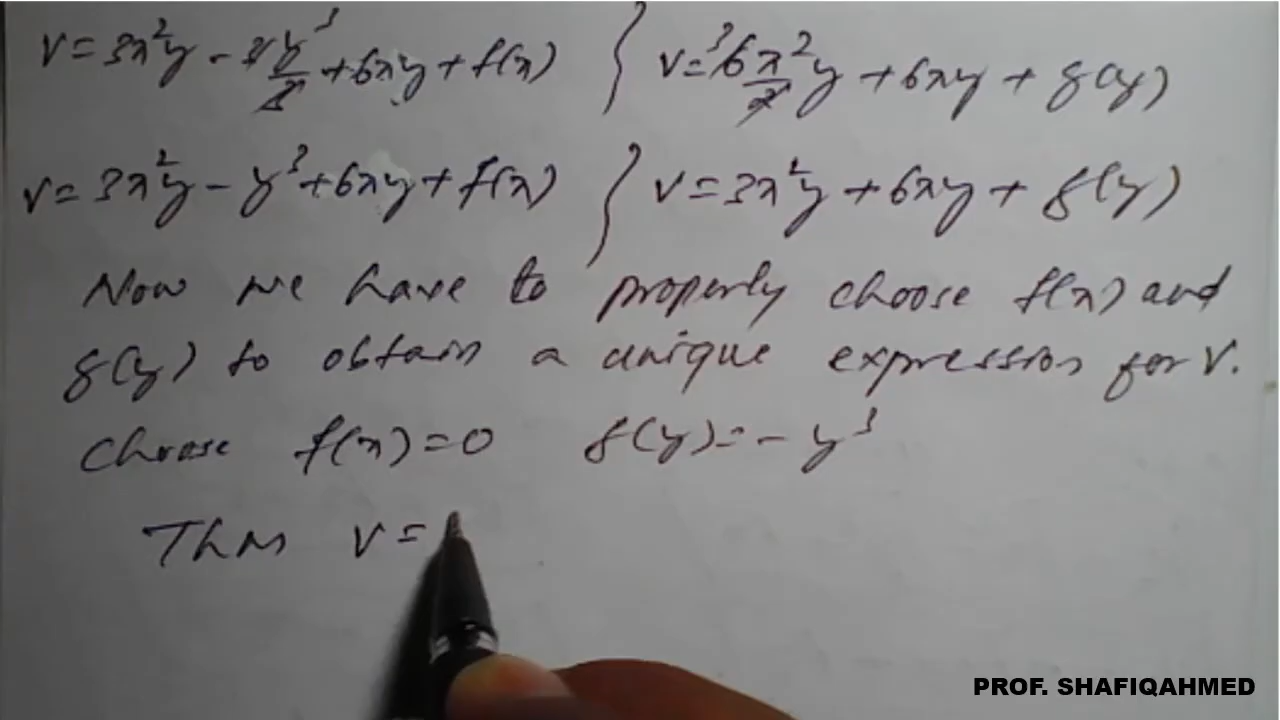 v = 3x²y - 3y³/3 + 6xy + f(x) } v = 6x²/2 y + 6xy + g(y)
v = 3x²y - y³ + 6xy + f(x) } v = 3x²y + 6xy + g(y)
Now we have to properly choose f(x) and
g(y) to obtain a unique expression for V.
Choose f(x) = 0 g(y) = - y³
Thus v =
PROF. SHAFIQAHMED